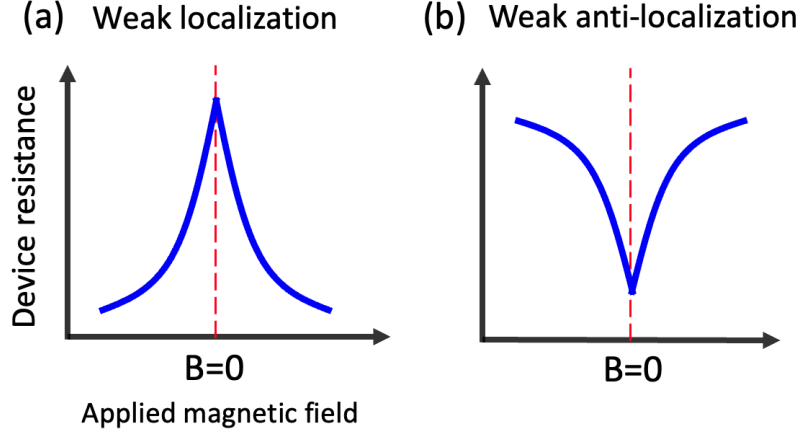 (a) Weak localization
(b) Weak anti-localization
Device resistance
B=0
B=0
Applied magnetic field